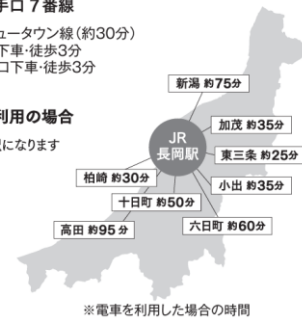 手口 7番線
ュータウン線（約30分）
下車・徒歩3分
口下車・徒歩3分
新潟 約75分
利用の場合
加茂 約35分
JR
長岡駅
になります
東三条 約25分
柏崎 約30分
小出 約35分
十日町 約50分
高田 約95分
六日町 約60分
※電車を利用した場合の時間